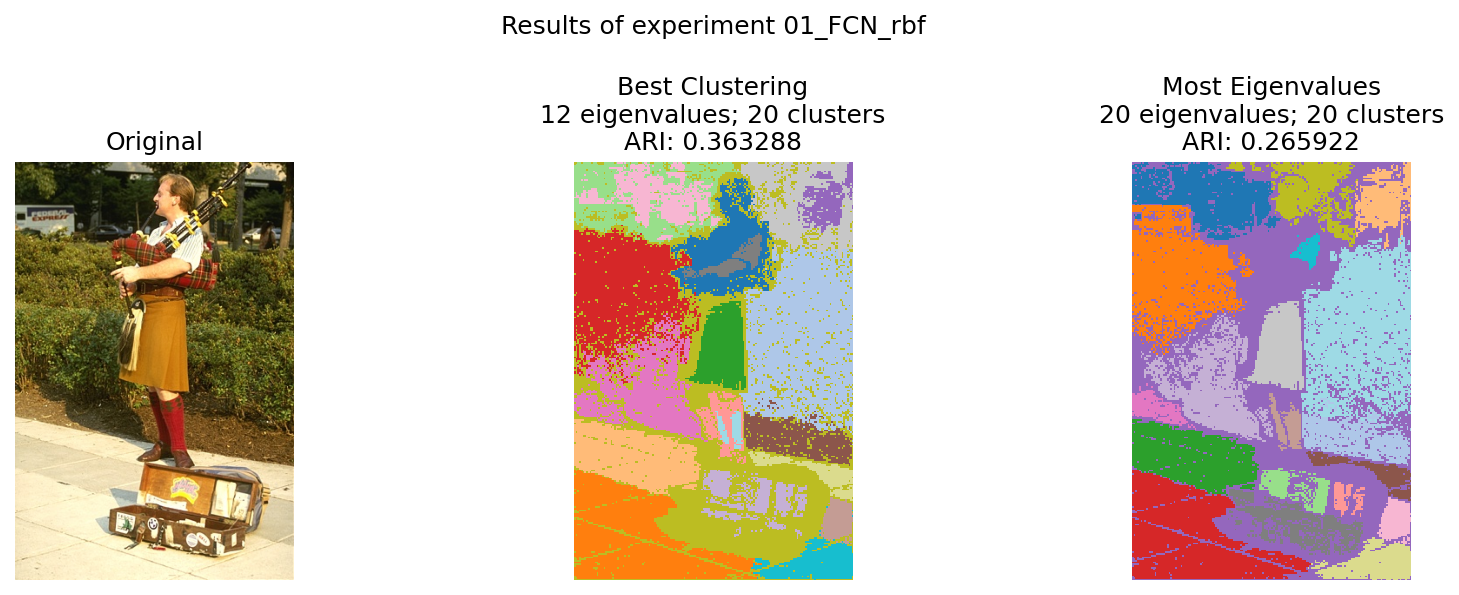 Results of experiment 01_FCN_rbf
Original
Best Clustering
12 eigenvalues; 20 clusters
ARI: 0.363288
Most Eigenvalues
20 eigenvalues; 20 clusters
ARI: 0.265922
EXPRESS